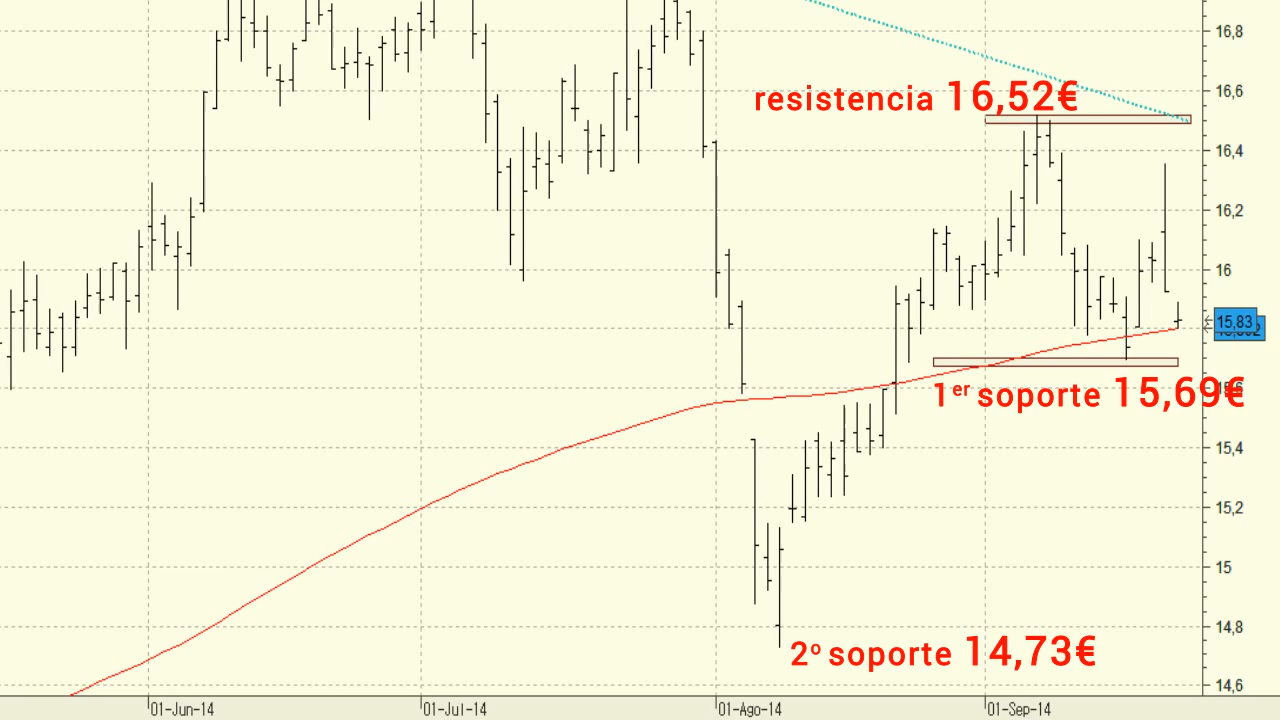 16,8
resistencia 16,52€
16,6
16,4
16,2
16
15,83
1er soporte 15,69€
15,4
15,2
15
14,8
2º soporte 14,73€
14,6
01-Jun-14
01-Jul-14
01-Ago-14
01-Sep-14